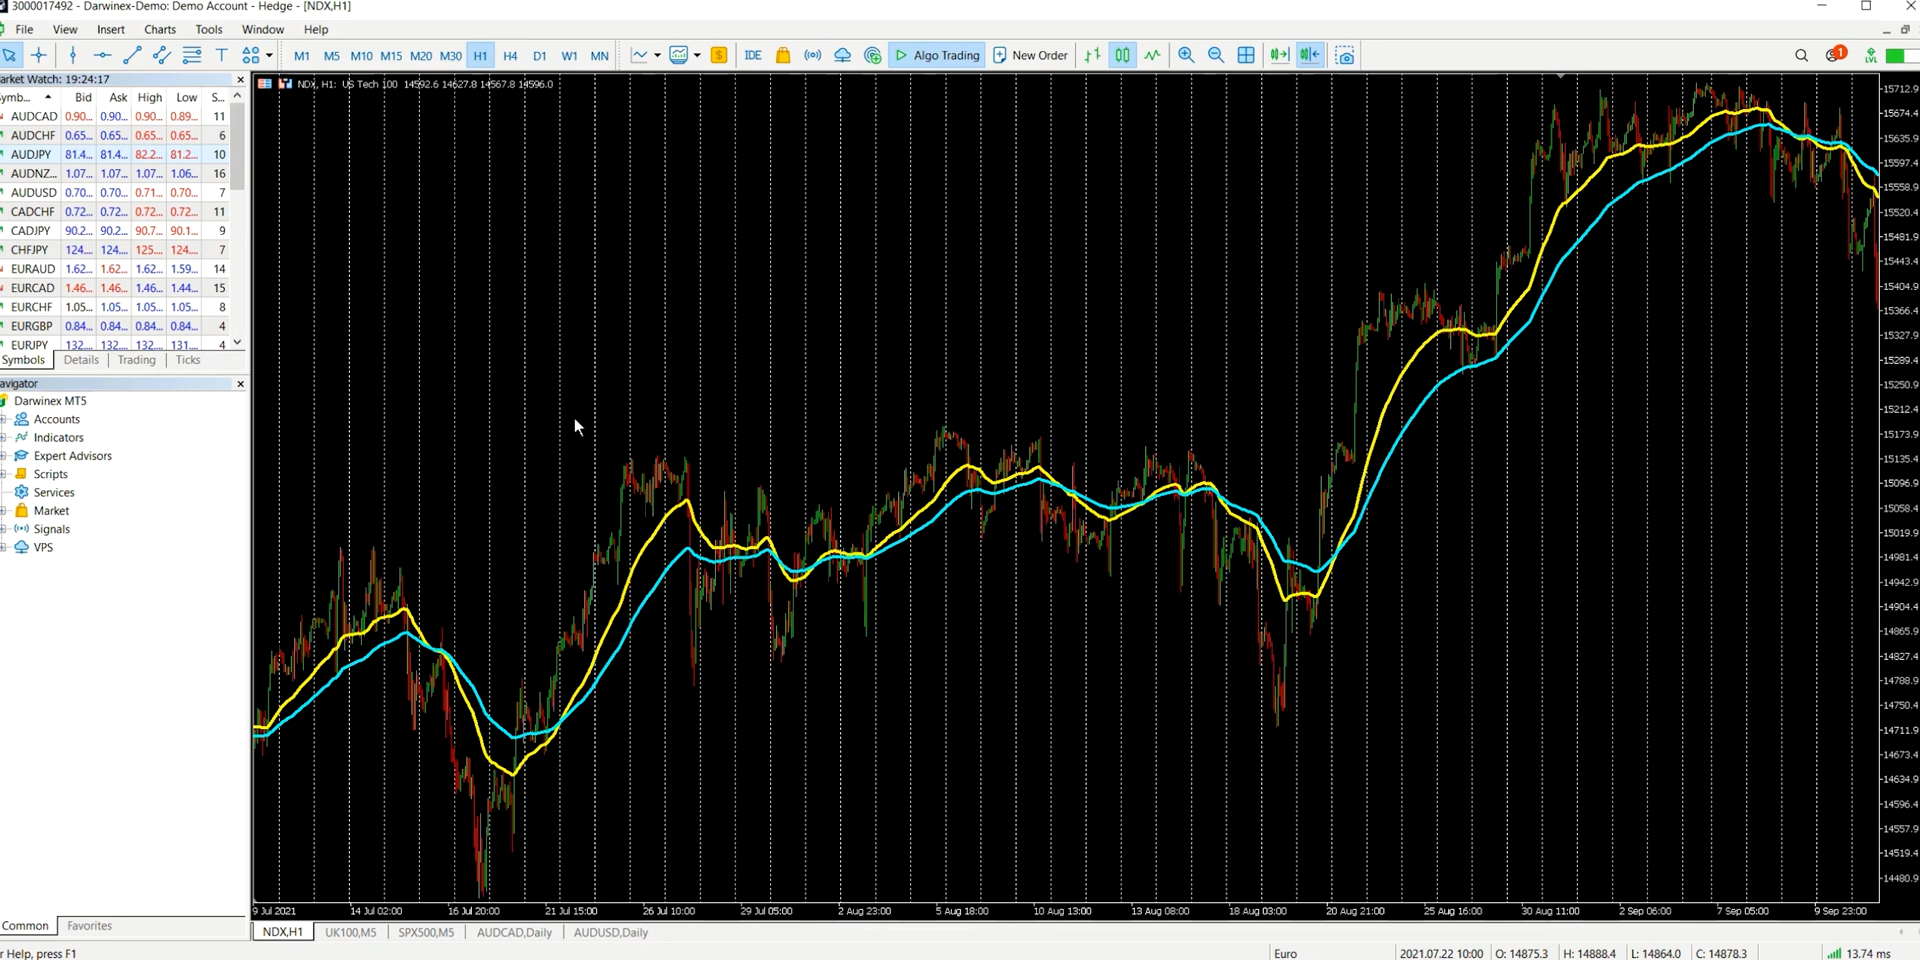 3000017492 - Darwinex-Demo: Demo Account - Hedge - [NDX,H1]
File View Insert Charts Tools Window Help
M1 M5 M10 M15 M20 M30 H1 H4 D1 W1 MN IDE Algo Trading New Order 1
LVL
arket Watch: 19:24:17
ymb... Bid Ask High Low S...
AUDCAD 0.90... 0.90... 0.90... 0.89... 11
AUDCHF 0.65... 0.65... 0.65... 0.65... 6
AUDJPY 81.4... 81.4... 82.2... 81.2... 10
AUDNZ... 1.07... 1.07... 1.07... 1.06... 16
AUDUSD 0.70... 0.70... 0.71... 0.70... 7
CADCHF 0.72... 0.72... 0.72... 0.72... 11
CADJPY 90.2... 90.2... 90.7... 90.1... 9
CHFJPY 124.... 124.... 125.... 124.... 7
EURAUD 1.62... 1.62... 1.62... 1.59... 14
EURCAD 1.46... 1.46... 1.46... 1.44... 15
EURCHF 1.05... 1.05... 1.05... 1.05... 8
EURGBP 0.84... 0.84... 0.84... 0.84... 4
EURJPY 132.... 132.... 132.... 131.... 4
Symbols Details Trading Ticks
avigator
Darwinex MT5
Accounts
Indicators
Expert Advisors
Scripts
Services
Market
Signals
VPS
Common Favorites
NDX, H1: US Tech 100 14592.6 14627.8 14567.8 14596.0
15712.9
15674.4
15635.9
15597.4
15558.9
15520.4
15481.9
15443.4
15404.9
15366.4
15327.9
15289.4
15250.9
15212.4
15173.9
15135.4
15096.9
15058.4
15019.9
14981.4
14942.9
14904.4
14865.9
14827.4
14788.9
14750.4
14711.9
14673.4
14634.9
14596.4
14557.9
14519.4
14480.9
9 Jul 2021 14 Jul 02:00 16 Jul 20:00 21 Jul 15:00 26 Jul 10:00 29 Jul 05:00 2 Aug 23:00 5 Aug 18:00 10 Aug 13:00 13 Aug 08:00 18 Aug 03:00 20 Aug 21:00 25 Aug 16:00 30 Aug 11:00 2 Sep 06:00 7 Sep 05:00 9 Sep 23:00
NDX,H1 UK100,M5 SPX500,M5 AUDCAD,Daily AUDUSD,Daily
r Help, press F1 Euro 2021.07.22 10:00 O: 14875.3 H: 14888.4 L: 14864.0 C: 14878.3 13.74 ms